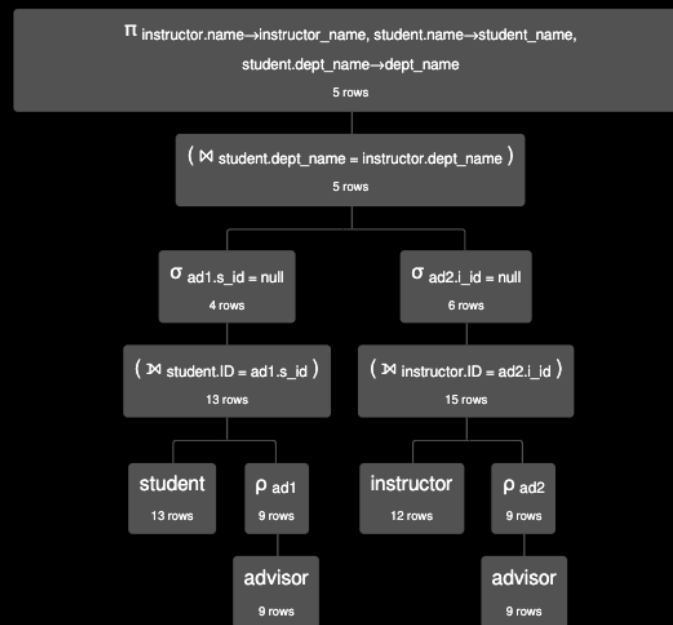 π instructor.name→instructor_name, student.name→student_name,
student.dept_name→dept_name
5 rows
( ⋈ student.dept_name = instructor.dept_name )
5 rows
σ ad1.s_id = null
4 rows
σ ad2.i_id = null
6 rows
( ⟕ student.ID = ad1.s_id )
13 rows
( ⟕ instructor.ID = ad2.i_id )
15 rows
student
13 rows
ρ ad1
9 rows
instructor
12 rows
ρ ad2
9 rows
advisor
9 rows
advisor
9 rows